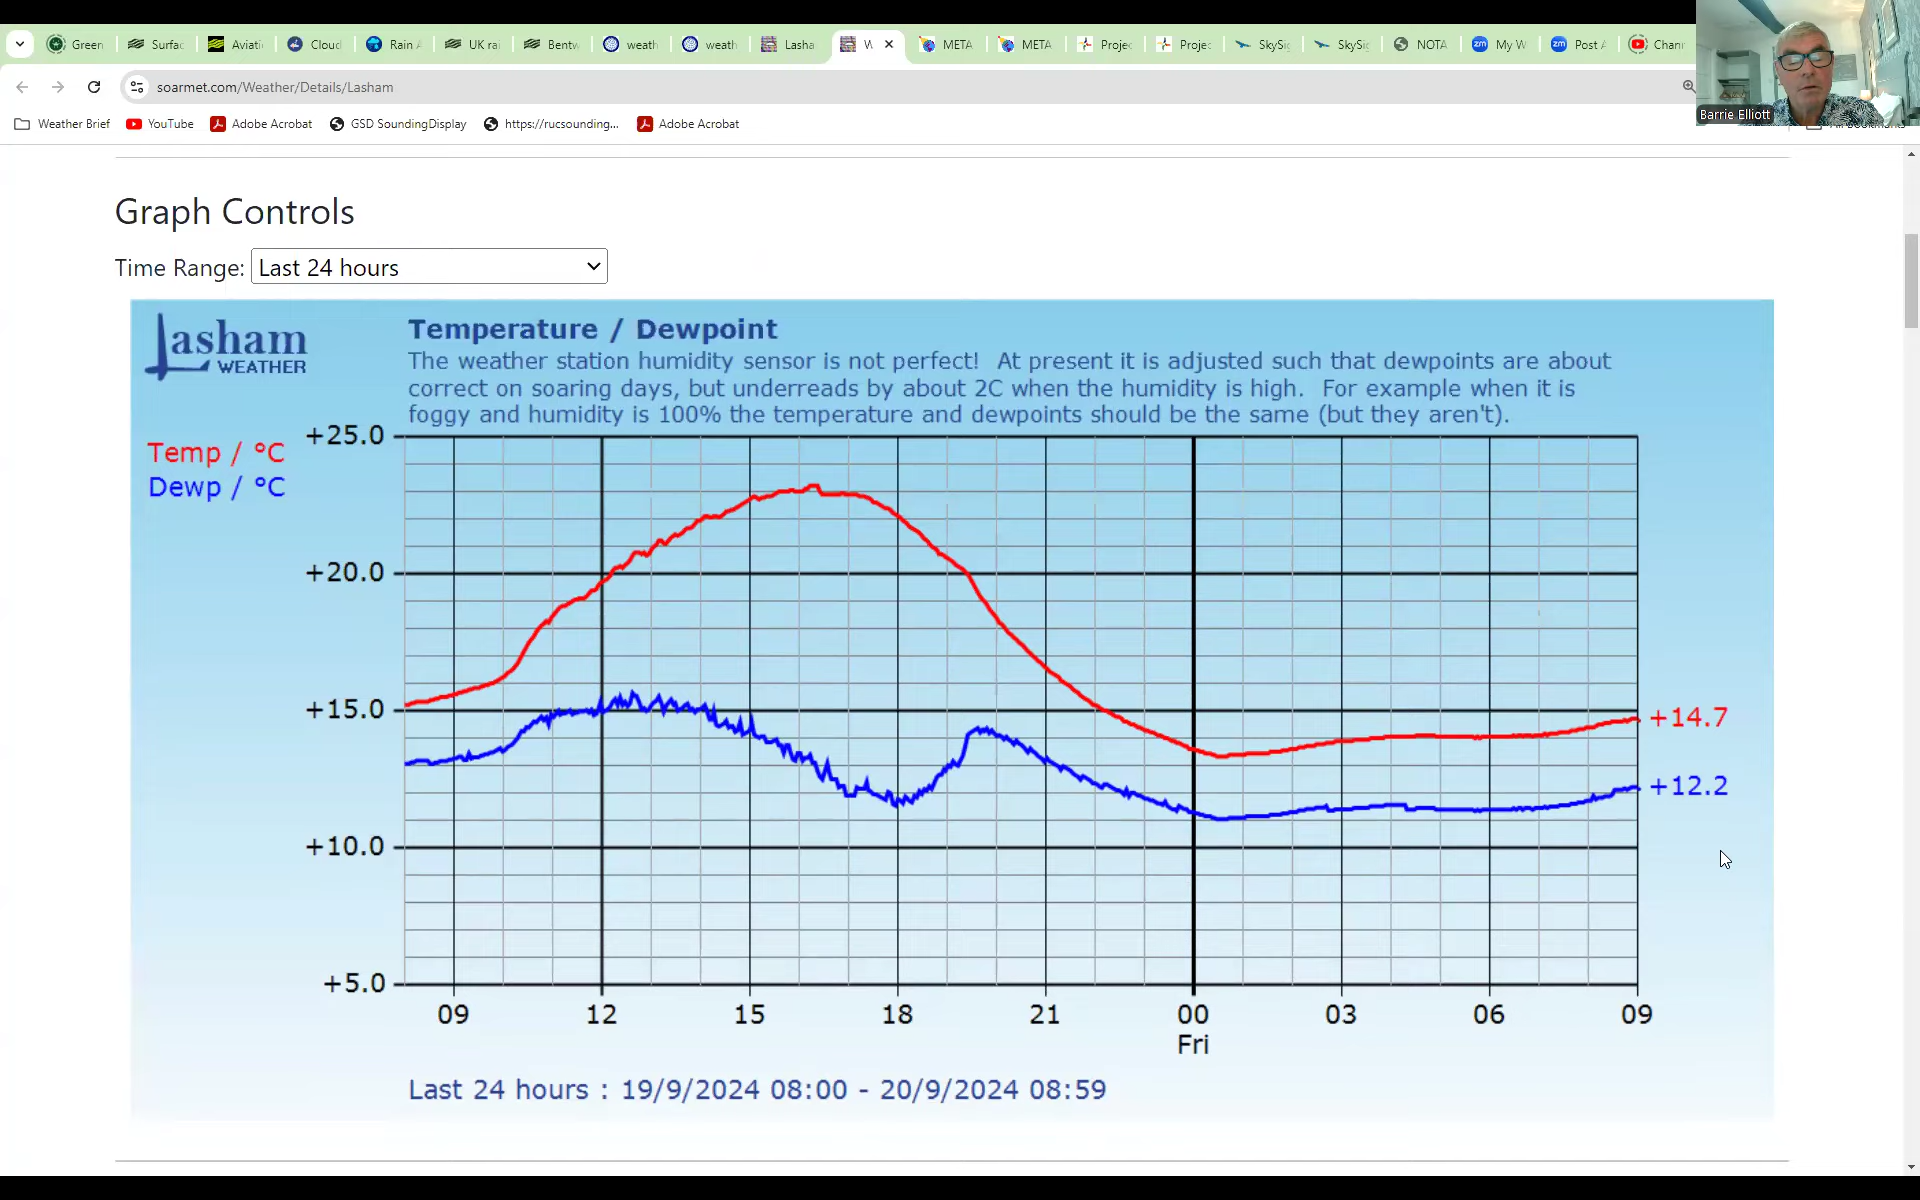 Green
Surfac
Aviati
Cloud
Rain A
UK rai
Bentw
weath
weath
Lasha
W
META
META
Projec
Projec
SkySig
SkySig
NOTA
My W
Post A
Chann
soarmet.com/Weather/Details/Lasham
Barrie Elliott
Weather Brief
YouTube
Adobe Acrobat
GSD SoundingDisplay
https://rucsounding...
Adobe Acrobat
Graph Controls
Time Range: Last 24 hours
Lasham
WEATHER
Temperature / Dewpoint
The weather station humidity sensor is not perfect! At present it is adjusted such that dewpoints are about
correct on soaring days, but underreads by about 2C when the humidity is high. For example when it is
foggy and humidity is 100% the temperature and dewpoints should be the same (but they aren't).
Temp / °C
Dewp / °C
+25.0
+20.0
+15.0
+10.0
+5.0
+14.7
+12.2
09 12 15 18 21 00 03 06 09
Fri
Last 24 hours : 19/9/2024 08:00 - 20/9/2024 08:59